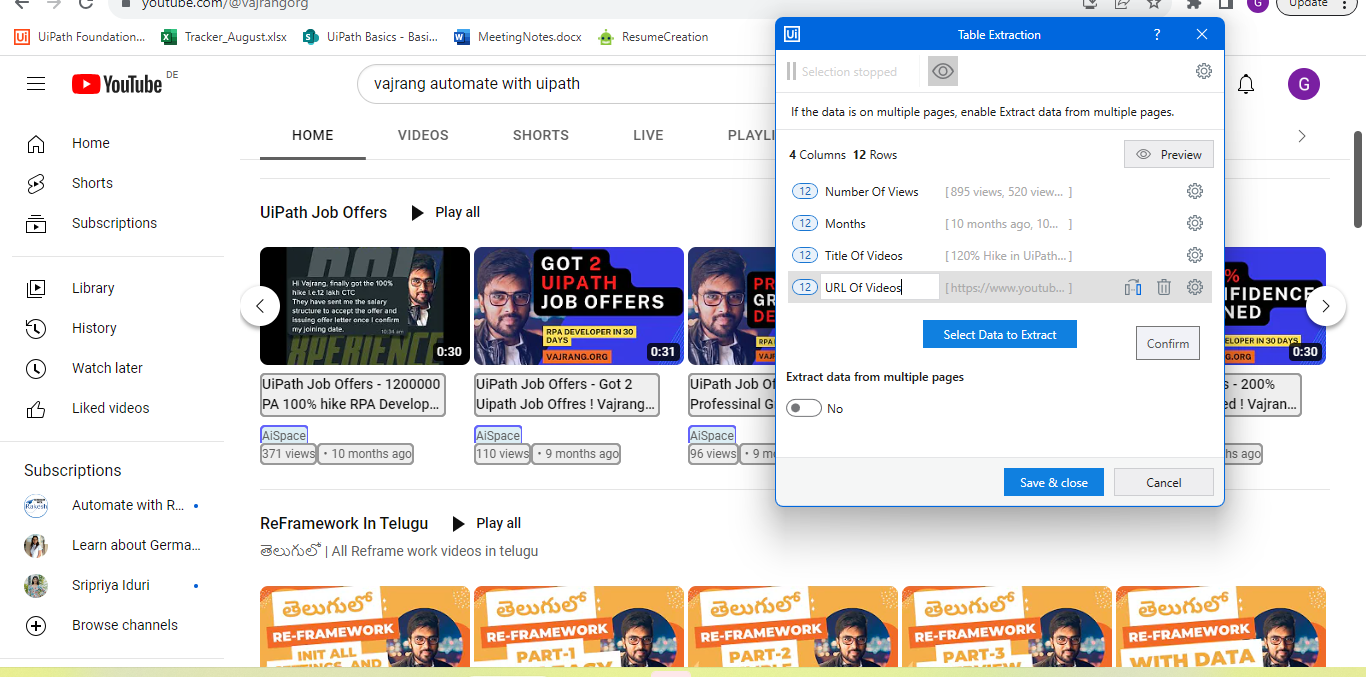 youtube.com/@vajrangorg
Update
UiPath Foundation...
Tracker_August.xlsx
UiPath Basics - Basi...
MeetingNotes.docx
ResumeCreation
YouTube DE
vajrang automate with uipath
G
HOME
VIDEOS
SHORTS
LIVE
PLAYLI
Home
Shorts
Subscriptions
Library
History
Watch later
Liked videos
Subscriptions
Automate with R...
Learn about Germa...
Sripriya Iduri
Browse channels
UiPath Job Offers
Play all
Hi Vajrang, finally got the 100%
hike i.e.12 lakh CTC
They have sent me the salary
structure to accept the offer and
issuing offer letter once I confirm
my joining date.
10:34 am
0:30
GOT 2
UIPATH
JOB OFFERS
RPA DEVELOPER IN 30
DAYS
VAJRANG.ORG
0:31
0:30
UiPath Job Offers - 1200000
PA 100% hike RPA Develop...
AiSpace
371 views • 10 months ago
UiPath Job Offers - Got 2
Uipath Job Offres ! Vajrang...
AiSpace
110 views • 9 months ago
UiPath Job O
Professinal G
AiSpace
96 views • 9 m
s - 200%
d ! Vajran...
hs ago
ReFramework In Telugu
Play all
తెలుగులో | All Reframe work videos in telugu
తెలుగులో
RE-FRAMEWORK
INIT ALL
తెలుగులో
RE-FRAMEWORK
PART-1
తెలుగులో
RE-FRAMEWORK
PART-2
తెలుగులో
RE-FRAMEWORK
PART-3
తెలుగులో
RE-FRAMEWORK
WITH DATA
Ui
Table Extraction
?
Selection stopped
If the data is on multiple pages, enable Extract data from multiple pages.
4 Columns 12 Rows
Preview
12 Number Of Views [ 895 views, 520 view... ]
12 Months [ 10 months ago, 10... ]
12 Title Of Videos [ 120% Hike in UiPath... ]
12 URL Of Videos [ https://www.youtub... ]
Select Data to Extract
Confirm
Extract data from multiple pages
No
Save & close
Cancel